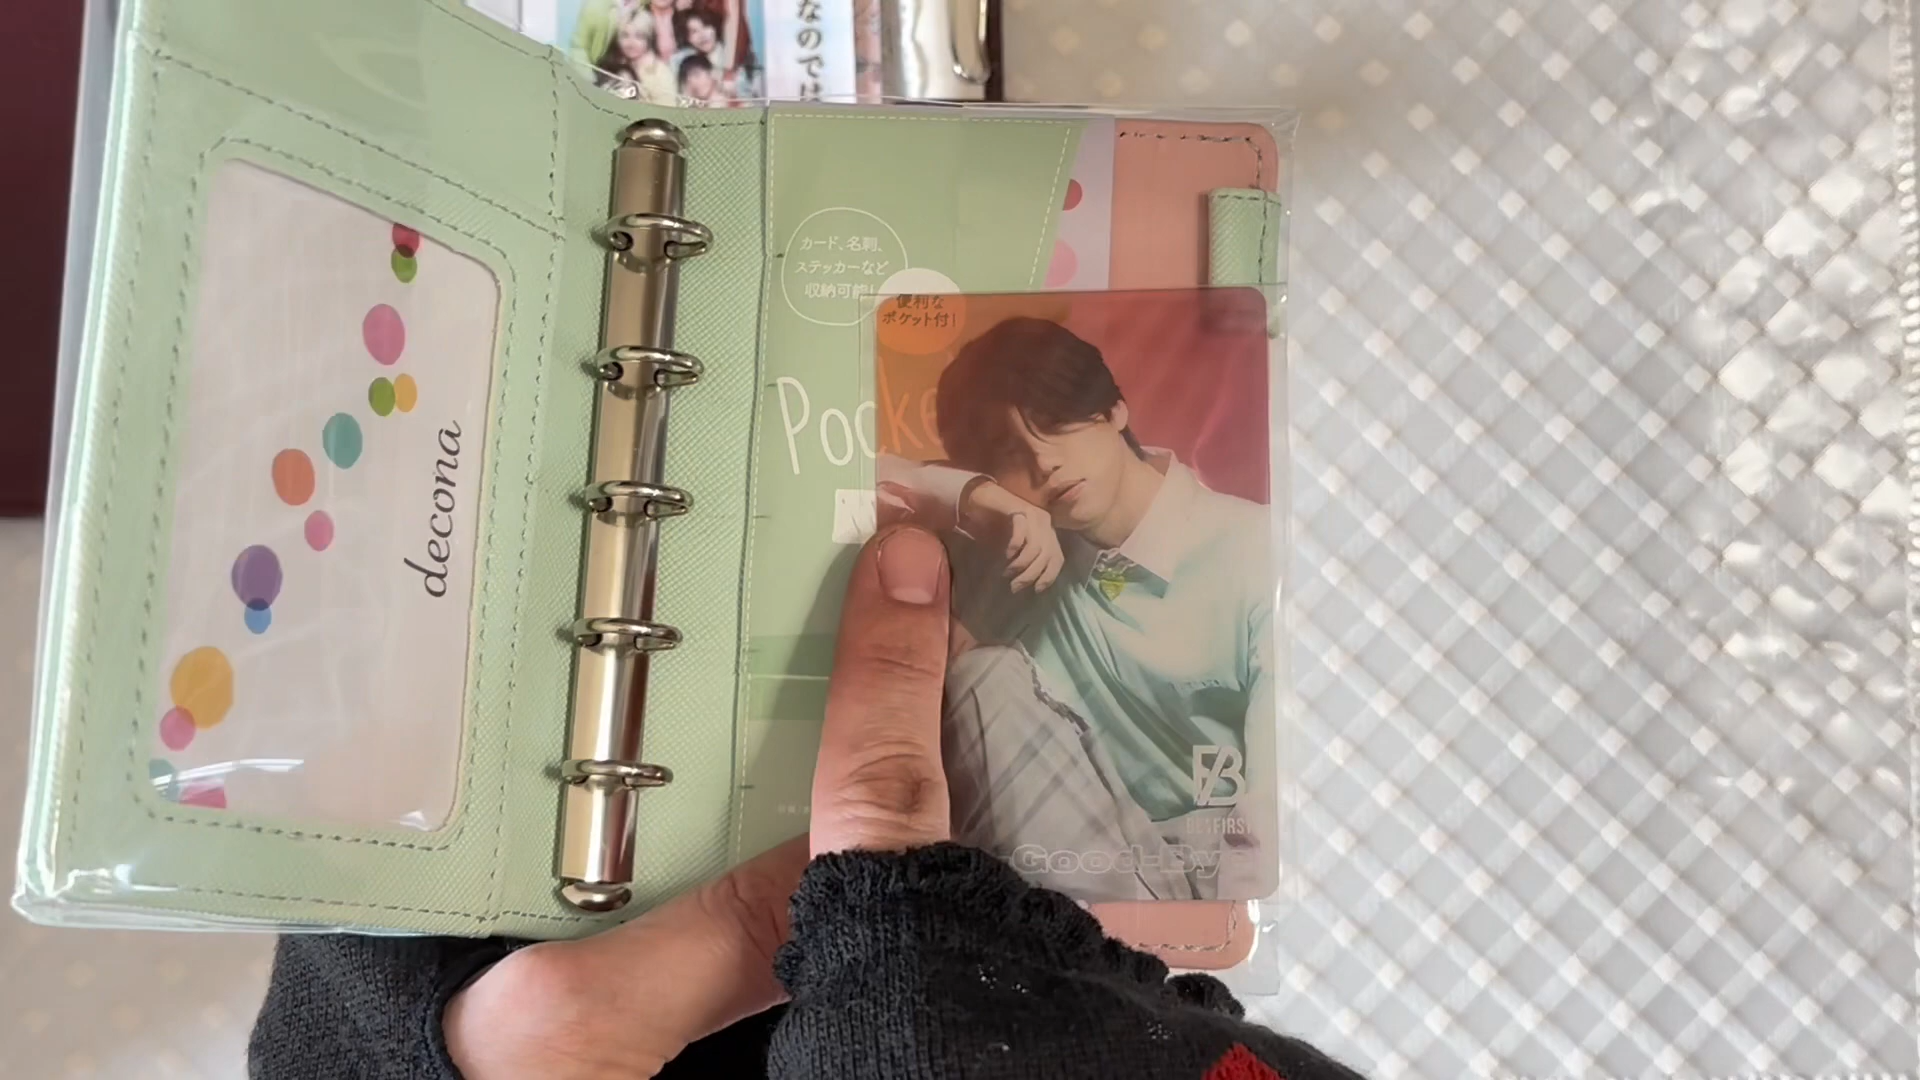 なのでは
カード、名刺、
ステッカーなど
収納可能！
便利な
ポケット付！
Pocke
decona
BE:FIRST
Good-Bye